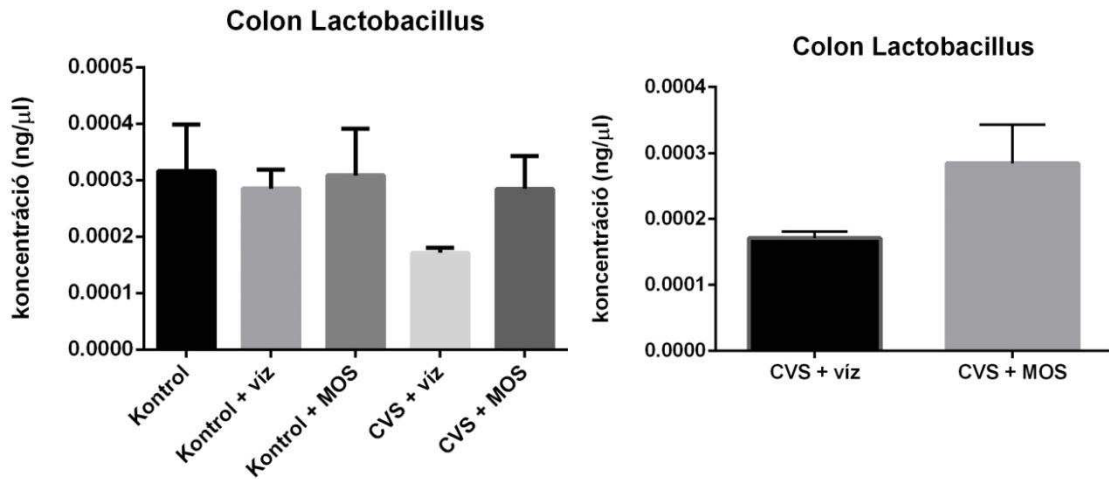 Colon Lactobacillus
koncentráció (ng/µl)
0.0005
0.0004
0.0003
0.0002
0.0001
0.0000
Kontrol
Kontrol + víz
Kontrol + MOS
CVS + víz
CVS + MOS
Colon Lactobacillus
koncentráció (ng/µl)
0.0004
0.0003
0.0002
0.0001
0.0000
CVS + víz
CVS + MOS